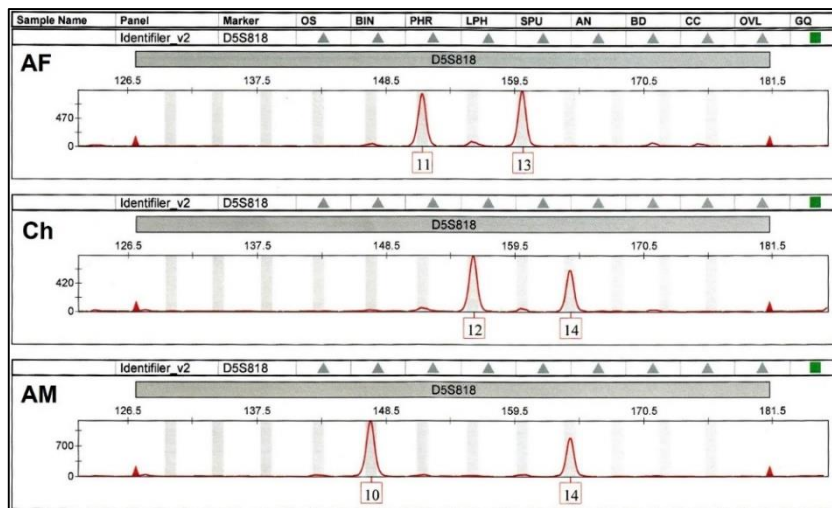 Sample Name Panel Marker OS BIN PHR LPH SPU AN BD CC OVL GQ
Identifiler_v2 D5S818
AF
D5S818
126.5 137.5 148.5 159.5 170.5 181.5
470
0
11 13
Identifiler_v2 D5S818
Ch
D5S818
126.5 137.5 148.5 159.5 170.5 181.5
420
0
12 14
Identifiler_v2 D5S818
AM
D5S818
126.5 137.5 148.5 159.5 170.5 181.5
700
0
10 14